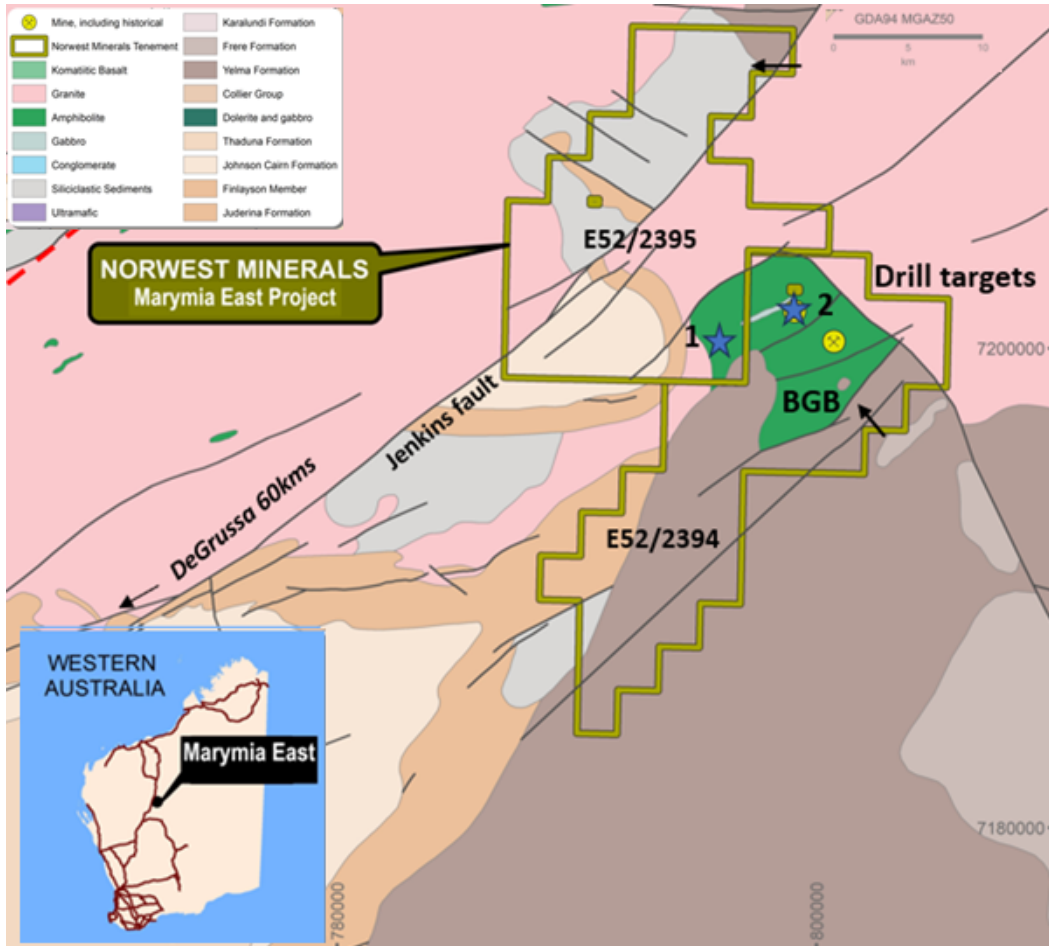 Mine, including historical
Norwest Minerals Tenement
Komatiitic Basalt
Granite
Amphibolite
Gabbro
Conglomerate
Siliciclastic Sediments
Ultramafic
Karalundi Formation
Frere Formation
Yelma Formation
Collier Group
Dolerite and gabbro
Thaduna Formation
Johnson Cairn Formation
Finlayson Member
Juderina Formation
GDA94 MGAZ50
0 5 10
km
E52/2395
NORWEST MINERALS
Marymia East Project
Drill targets
2
1
7200000
BGB
Jenkins fault
DeGrussa 60kms
E52/2394
WESTERN
AUSTRALIA
Marymia East
7180000
780000
800000